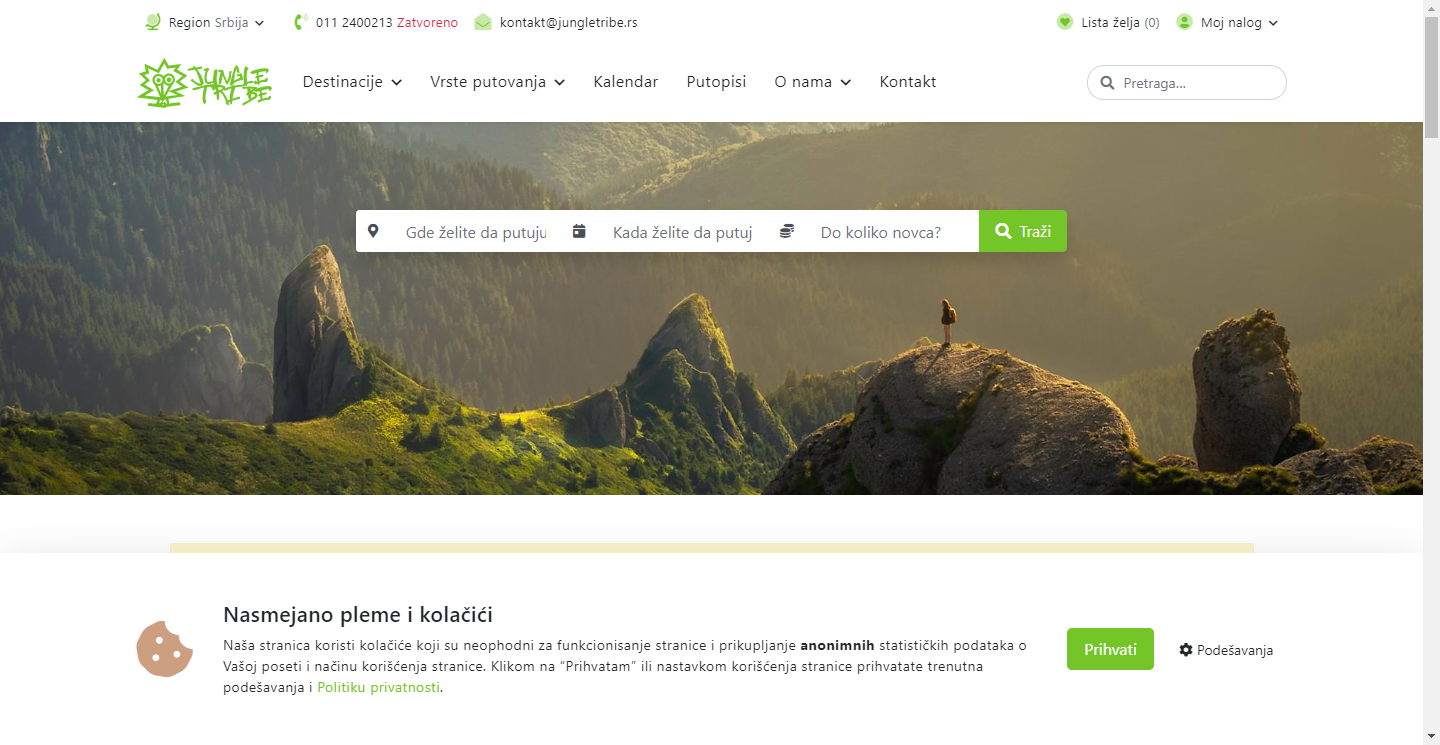 Region Srbija
011 2400213 Zatvoreno
kontakt@jungletribe.rs
Lista želja (0)
Moj nalog
JUNGLE
TRIBE
Destinacije
Vrste putovanja
Kalendar
Putopisi
O nama
Kontakt
Pretraga...
Gde želite da putuju
Kada želite da putuj
Do koliko novca?
Traži
Nasmejano pleme i kolačići
Naša stranica koristi kolačiće koji su neophodni za funkcionisanje stranice i prikupljanje anonimnih statističkih podataka o
Vašoj poseti i načinu korišćenja stranice. Klikom na “Prihvatam” ili nastavkom korišćenja stranice prihvatate trenutna
podešavanja i Politiku privatnosti.
Prihvati
Podešavanja